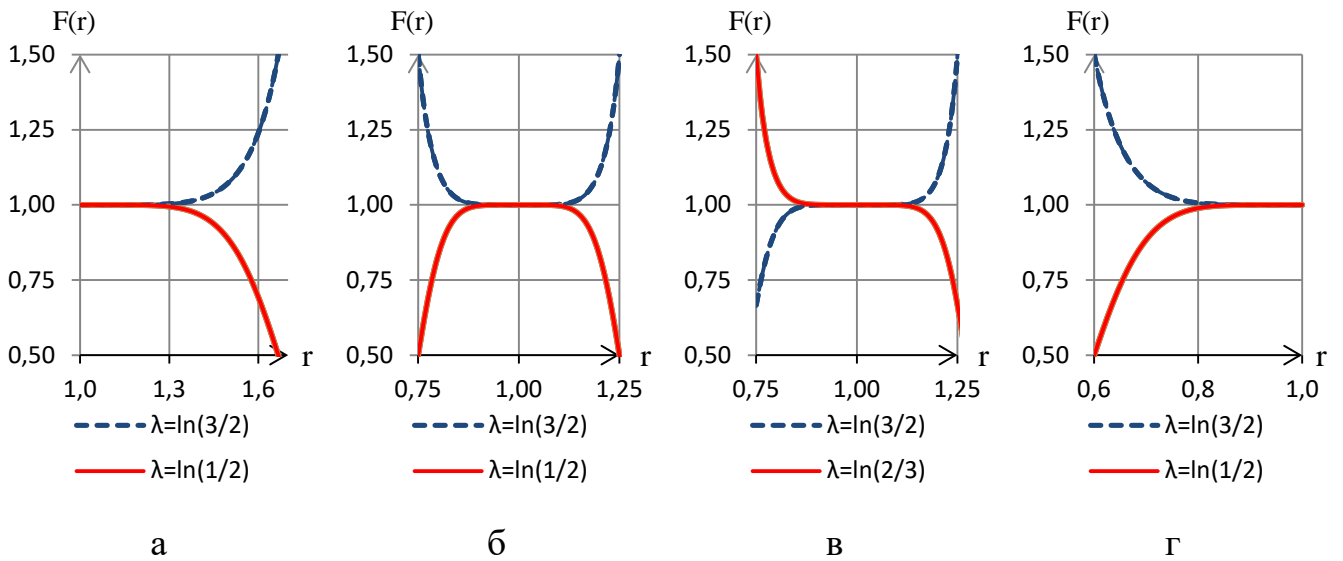 F(r)
1,50
1,25
1,00
0,75
0,50
1,0 1,3 1,6
r
λ=ln(3/2)
λ=ln(1/2)
а
F(r)
1,50
1,25
1,00
0,75
0,50
0,75 1,00 1,25
r
λ=ln(3/2)
λ=ln(1/2)
б
F(r)
1,50
1,25
1,00
0,75
0,50
0,75 1,00 1,25
r
λ=ln(3/2)
λ=ln(2/3)
в
F(r)
1,50
1,25
1,00
0,75
0,50
0,6 0,8 1,0
r
λ=ln(3/2)
λ=ln(1/2)
г